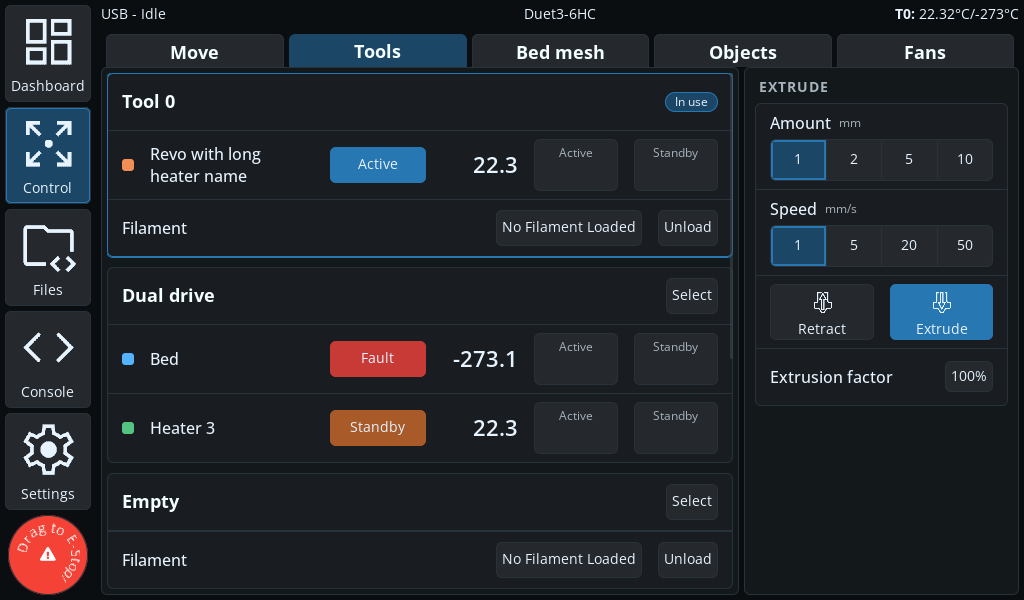 USB - Idle
Duet3-6HC
T0: 22.32°C/-273°C
Dashboard
Control
Files
Console
Settings
Drag to E-Stop!
Move
Tools
Bed mesh
Objects
Fans
Tool 0
In use
Revo with long
heater name
Active
22.3
Active
Standby
Filament
No Filament Loaded
Unload
Dual drive
Select
Bed
Fault
-273.1
Active
Standby
Heater 3
Standby
22.3
Active
Standby
Empty
Select
Filament
No Filament Loaded
Unload
EXTRUDE
Amount mm
1
2
5
10
Speed mm/s
1
5
20
50
Retract
Extrude
Extrusion factor
100%